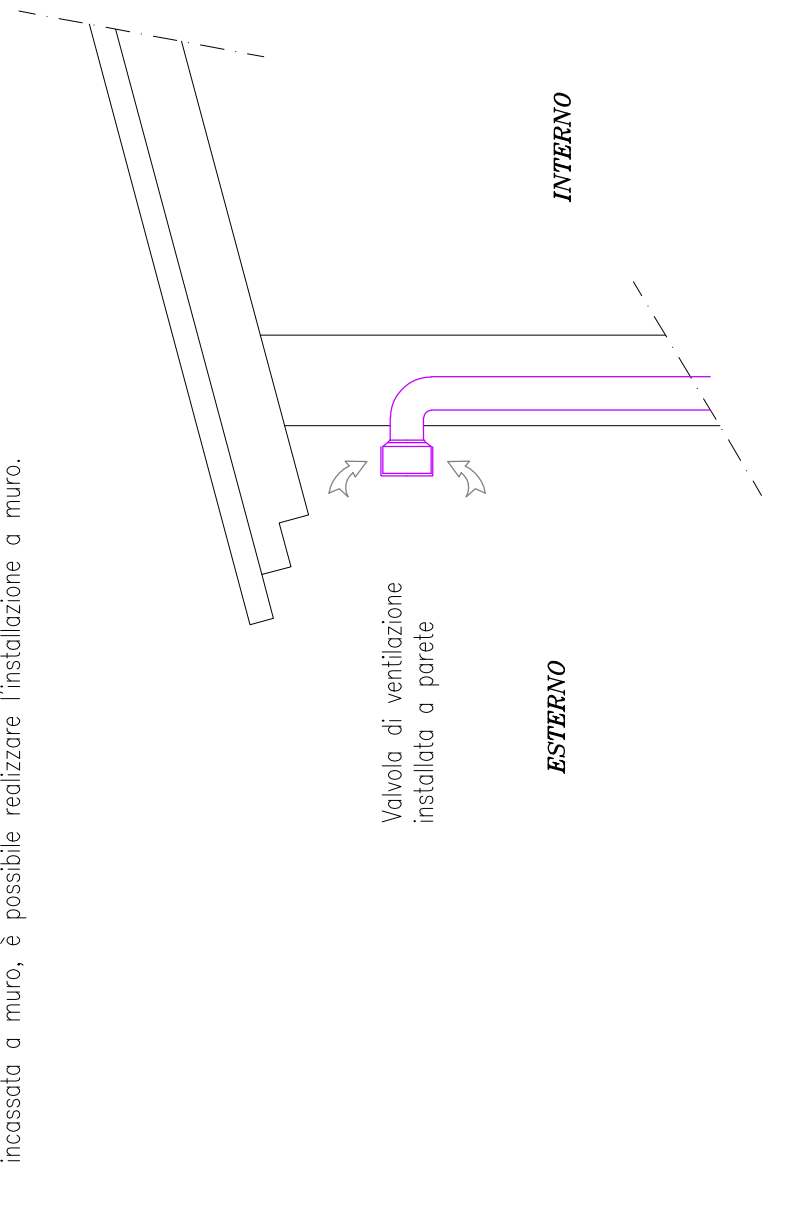 incassata a muro, è possibile realizzare l'installazione a muro.
Valvola di ventilazione
installata a parete
ESTERNO
INTERNO